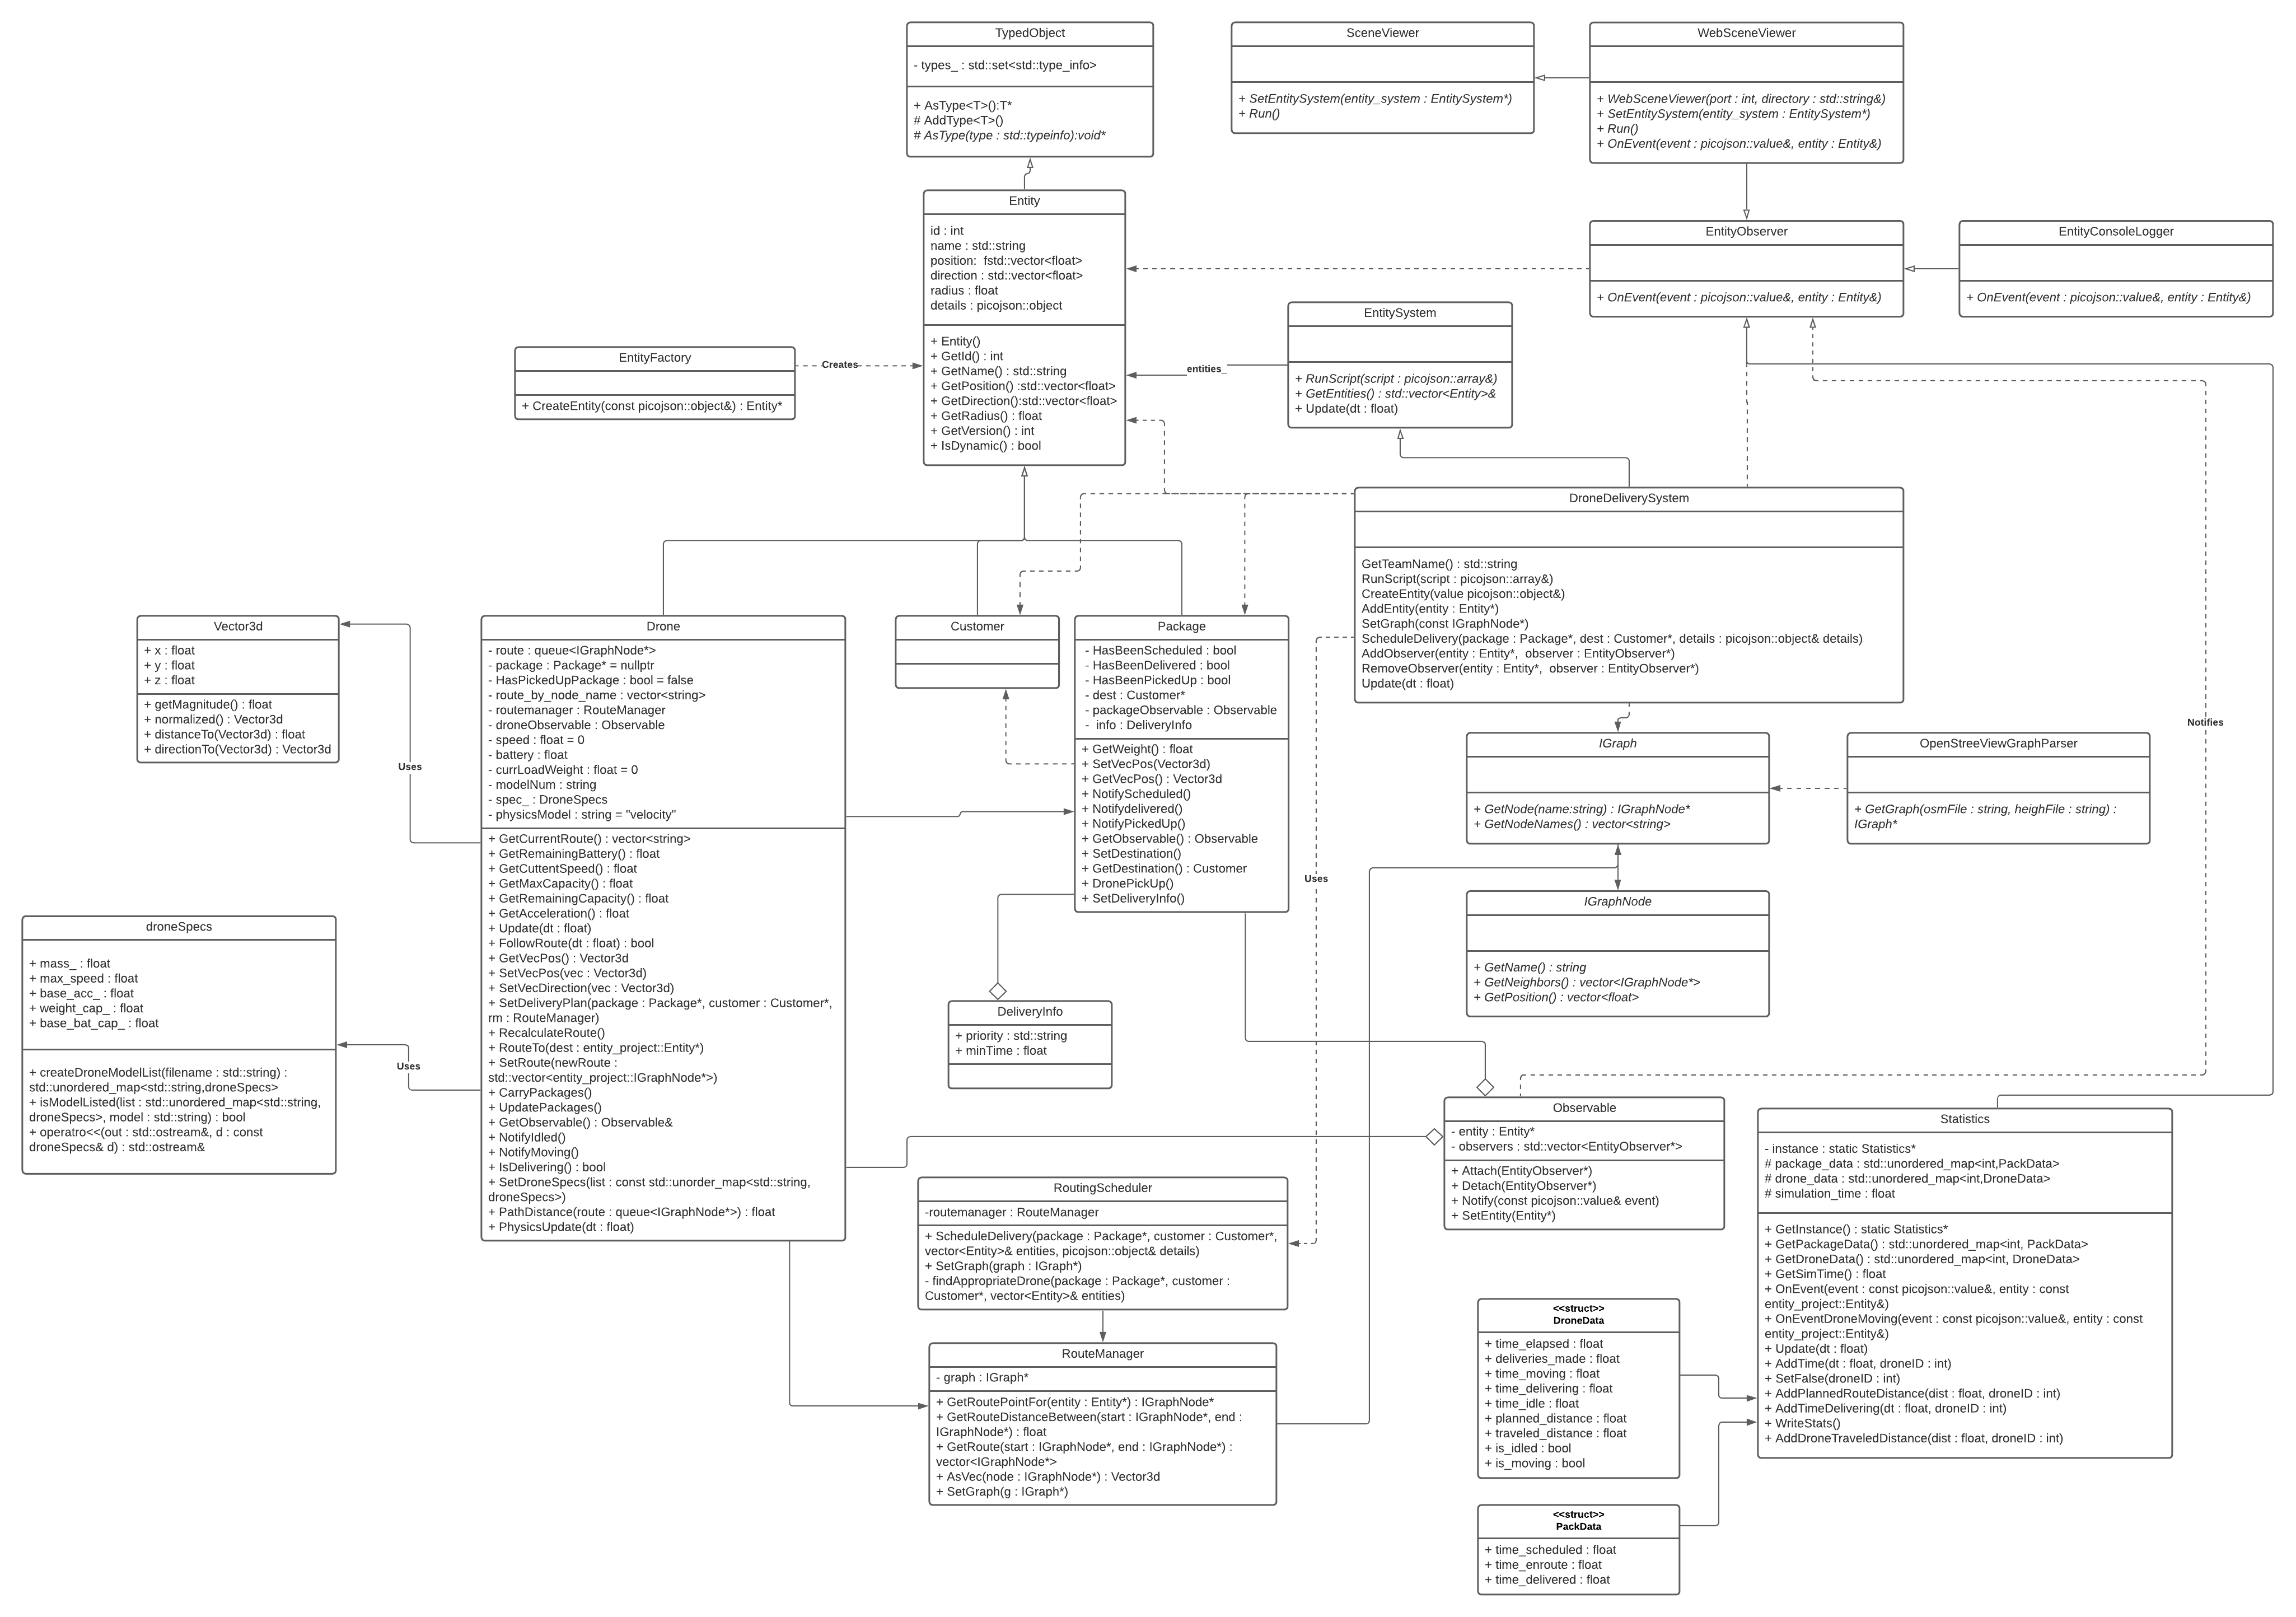 TypedObject
- types_ : std::set<std::type_info>
+ AsType<T>():T*
# AddType<T>()
# AsType(type : std::typeinfo):void*
SceneViewer
+ SetEntitySystem(entity_system : EntitySystem*)
+ Run()
WebSceneViewer
+ WebSceneViewer(port : int, directory : std::string&)
+ SetEntitySystem(entity_system : EntitySystem*)
+ Run()
+ OnEvent(event : picojson::value&, entity : Entity&)
Entity
id : int
name : std::string
position:  fstd::vector<float>
direction : std::vector<float>
radius : float
details : picojson::object
+ Entity()
+ GetId() : int
+ GetName() : std::string
+ GetPosition() :std::vector<float>
+ GetDirection():std::vector<float>
+ GetRadius() : float
+ GetVersion() : int
+ IsDynamic() : bool
EntityObserver
+ OnEvent(event : picojson::value&, entity : Entity&)
EntityConsoleLogger
+ OnEvent(event : picojson::value&, entity : Entity&)
EntitySystem
+ RunScript(script : picojson::array&)
+ GetEntities() : std::vector<Entity>&
+ Update(dt : float)
EntityFactory
+ CreateEntity(const picojson::object&) : Entity*
Creates
entities_
DroneDeliverySystem
GetTeamName() : std::string
RunScript(script : picojson::array&)
CreateEntity(value picojson::object&)
AddEntity(entity : Entity*)
SetGraph(const IGraphNode*)
ScheduleDelivery(package : Package*, dest : Customer*, details : picojson::object& details)
AddObserver(entity : Entity*,  observer : EntityObserver*)
RemoveObserver(entity : Entity*,  observer : EntityObserver*)
Update(dt : float)
Vector3d
+ x : float
+ y : float
+ z : float
+ getMagnitude() : float
+ normalized() : Vector3d
+ distanceTo(Vector3d) : float
+ directionTo(Vector3d) : Vector3d
Uses
Drone
- route : queue<IGraphNode*>
- package : Package* = nullptr
- HasPickedUpPackage : bool = false
- route_by_node_name : vector<string>
- routemanager : RouteManager
- droneObservable : Observable
- speed : float = 0
- battery : float
- currLoadWeight : float = 0
- modelNum : string
- spec_ : DroneSpecs
- physicsModel : string = "velocity"
+ GetCurrentRoute() : vector<string>
+ GetRemainingBattery() : float
+ GetCuttentSpeed() : float
+ GetMaxCapacity() : float
+ GetRemainingCapacity() : float
+ GetAcceleration() : float
+ Update(dt : float)
+ FollowRoute(dt : float) : bool
+ GetVecPos() : Vector3d
+ SetVecPos(vec : Vector3d)
+ SetVecDirection(vec : Vector3d)
+ SetDeliveryPlan(package : Package*, customer : Customer*,
rm : RouteManager)
+ RecalculateRoute()
+ RouteTo(dest : entity_project::Entity*)
+ SetRoute(newRoute :
std::vector<entity_project::IGraphNode*>)
+ CarryPackages()
+ UpdatePackages()
+ GetObservable() : Observable&
+ NotifyIdled()
+ NotifyMoving()
+ IsDelivering() : bool
+ SetDroneSpecs(list : const std::unorder_map<std::string,
droneSpecs>)
+ PathDistance(route : queue<IGraphNode*>) : float
+ PhysicsUpdate(dt : float)
Customer
Package
- HasBeenScheduled : bool
- HasBeenDelivered : bool
- HasBeenPickedUp : bool
- dest : Customer*
- packageObservable : Observable
-  info : DeliveryInfo
+ GetWeight() : float
+ SetVecPos(Vector3d)
+ GetVecPos() : Vector3d
+ NotifyScheduled()
+ Notifydelivered()
+ NotifyPickedUp()
+ GetObservable() : Observable
+ SetDestination()
+ GetDestination() : Customer
+ DronePickUp()
+ SetDeliveryInfo()
Uses
Notifies
IGraph
+ GetNode(name:string) : IGraphNode*
+ GetNodeNames() : vector<string>
OpenStreeViewGraphParser
+ GetGraph(osmFile : string, heighFile : string) :
IGraph*
IGraphNode
+ GetName() : string
+ GetNeighbors() : vector<IGraphNode*>
+ GetPosition() : vector<float>
droneSpecs
+ mass_ : float
+ max_speed : float
+ base_acc_ : float
+ weight_cap_ : float
+ base_bat_cap_ : float
+ createDroneModelList(filename : std::string) :
std::unordered_map<std::string,droneSpecs>
+ isModelListed(list : std::unordered_map<std::string,
droneSpecs>, model : std::string) : bool
+ operatro<<(out : std::ostream&, d : const
droneSpecs& d) : std::ostream&
Uses
DeliveryInfo
+ priority : std::string
+ minTime : float
Observable
- entity : Entity*
- observers : std::vector<EntityObserver*>
+ Attach(EntityObserver*)
+ Detach(EntityObserver*)
+ Notify(const picojson::value& event)
+ SetEntity(Entity*)
Statistics
- instance : static Statistics*
# package_data : std::unordered_map<int,PackData>
# drone_data : std::unordered_map<int,DroneData>
# simulation_time : float
+ GetInstance() : static Statistics*
+ GetPackageData() : std::unordered_map<int, PackData>
+ GetDroneData() : std::unordered_map<int, DroneData>
+ GetSimTime() : float
+ OnEvent(event : const picojson::value&, entity : const
entity_project::Entity&)
+ OnEventDroneMoving(event : const picojson::value&, entity : const
entity_project::Entity&)
+ Update(dt : float)
+ AddTime(dt : float, droneID : int)
+ SetFalse(droneID : int)
+ AddPlannedRouteDistance(dist : float, droneID : int)
+ AddTimeDelivering(dt : float, droneID : int)
+ WriteStats()
+ AddDroneTraveledDistance(dist : float, droneID : int)
RoutingScheduler
-routemanager : RouteManager
+ ScheduleDelivery(package : Package*, customer : Customer*,
vector<Entity>& entities, picojson::object& details)
+ SetGraph(graph : IGraph*)
- findAppropriateDrone(package : Package*, customer :
Customer*, vector<Entity>& entities)
RouteManager
- graph : IGraph*
+ GetRoutePointFor(entity : Entity*) : IGraphNode*
+ GetRouteDistanceBetween(start : IGraphNode*, end :
IGraphNode*) : float
+ GetRoute(start : IGraphNode*, end : IGraphNode*) :
vector<IGraphNode*>
+ AsVec(node : IGraphNode*) : Vector3d
+ SetGraph(g : IGraph*)
<<struct>>
DroneData
+ time_elapsed : float
+ deliveries_made : float
+ time_moving : float
+ time_delivering : float
+ time_idle : float
+ planned_distance : float
+ traveled_distance : float
+ is_idled : bool
+ is_moving : bool
<<struct>>
PackData
+ time_scheduled : float
+ time_enroute : float
+ time_delivered : float